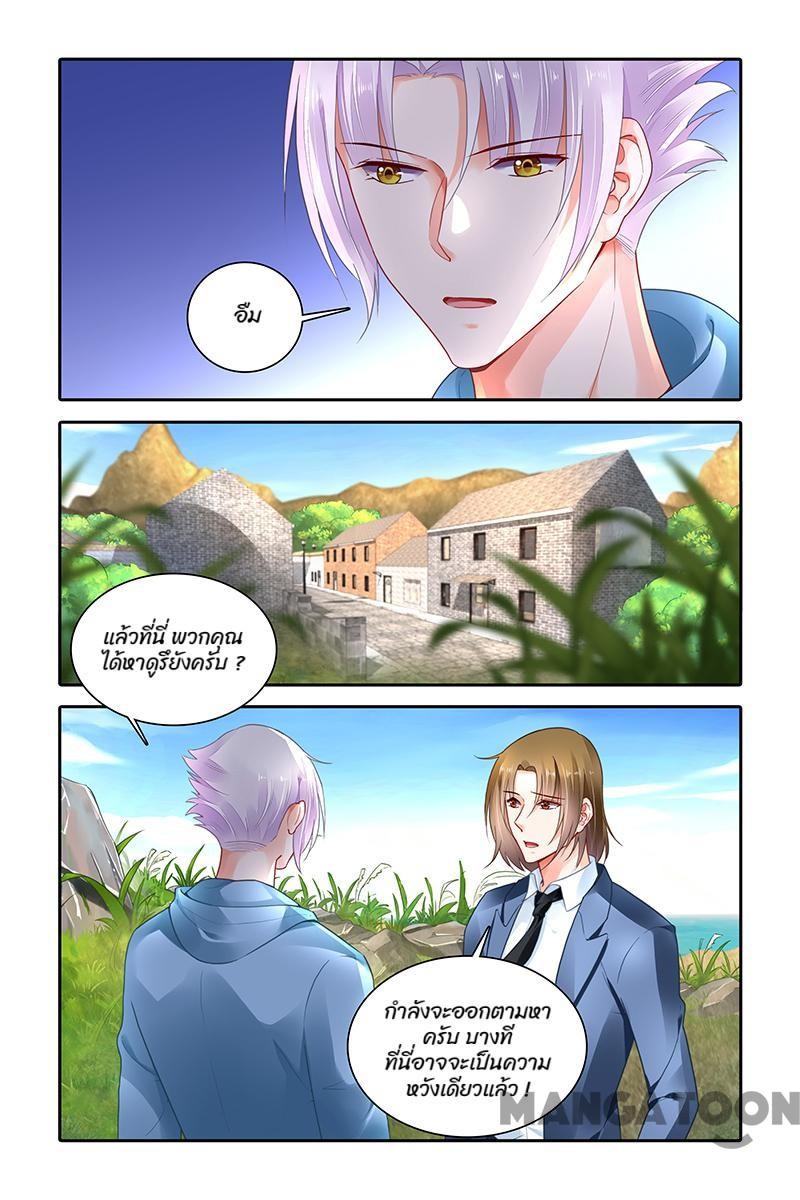 อืม
แล้วที่นี่ พวกคุณ
ได้หาดูรึยังครับ ?
กำลังจะออกตามหา
ครับ บางที
ที่นี่อาจจะเป็นความ
หวังเดียวแล้ว !
MANGATOON